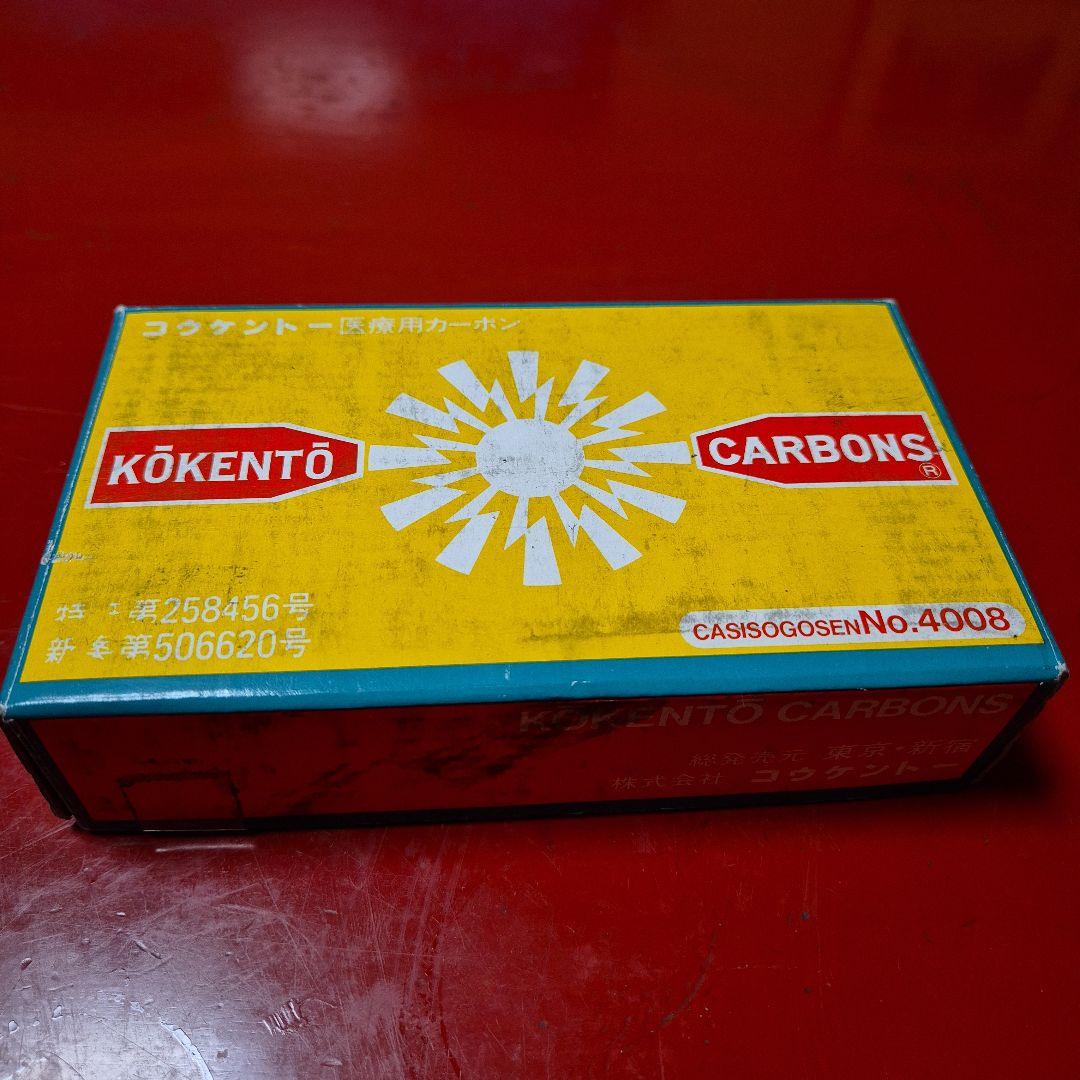 コウケントー医療用カーボン
KŌKENTŌ
CARBONS
®
第258456号
新案第506620号
CASISOGOSEN No.4008
KŌKENTŌ CARBONS
総発売元 東京・新宿
株式会社 コウケントー